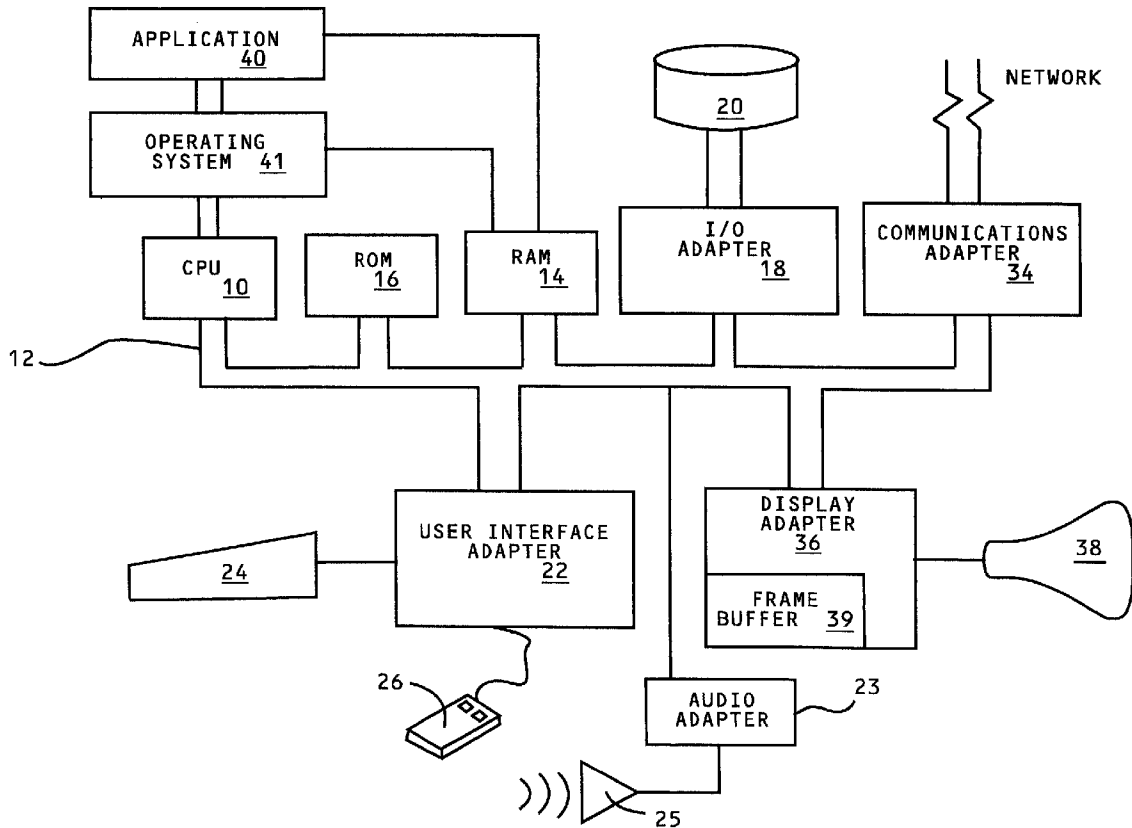 APPLICATION
40
OPERATING
SYSTEM 41
CPU
10
ROM
16
RAM
14
20
I/O
ADAPTER
18
NETWORK
COMMUNICATIONS
ADAPTER
34
12
USER INTERFACE
ADAPTER
22
24
26
DISPLAY
ADAPTER
36
FRAME
BUFFER 39
38
AUDIO
ADAPTER
23
25